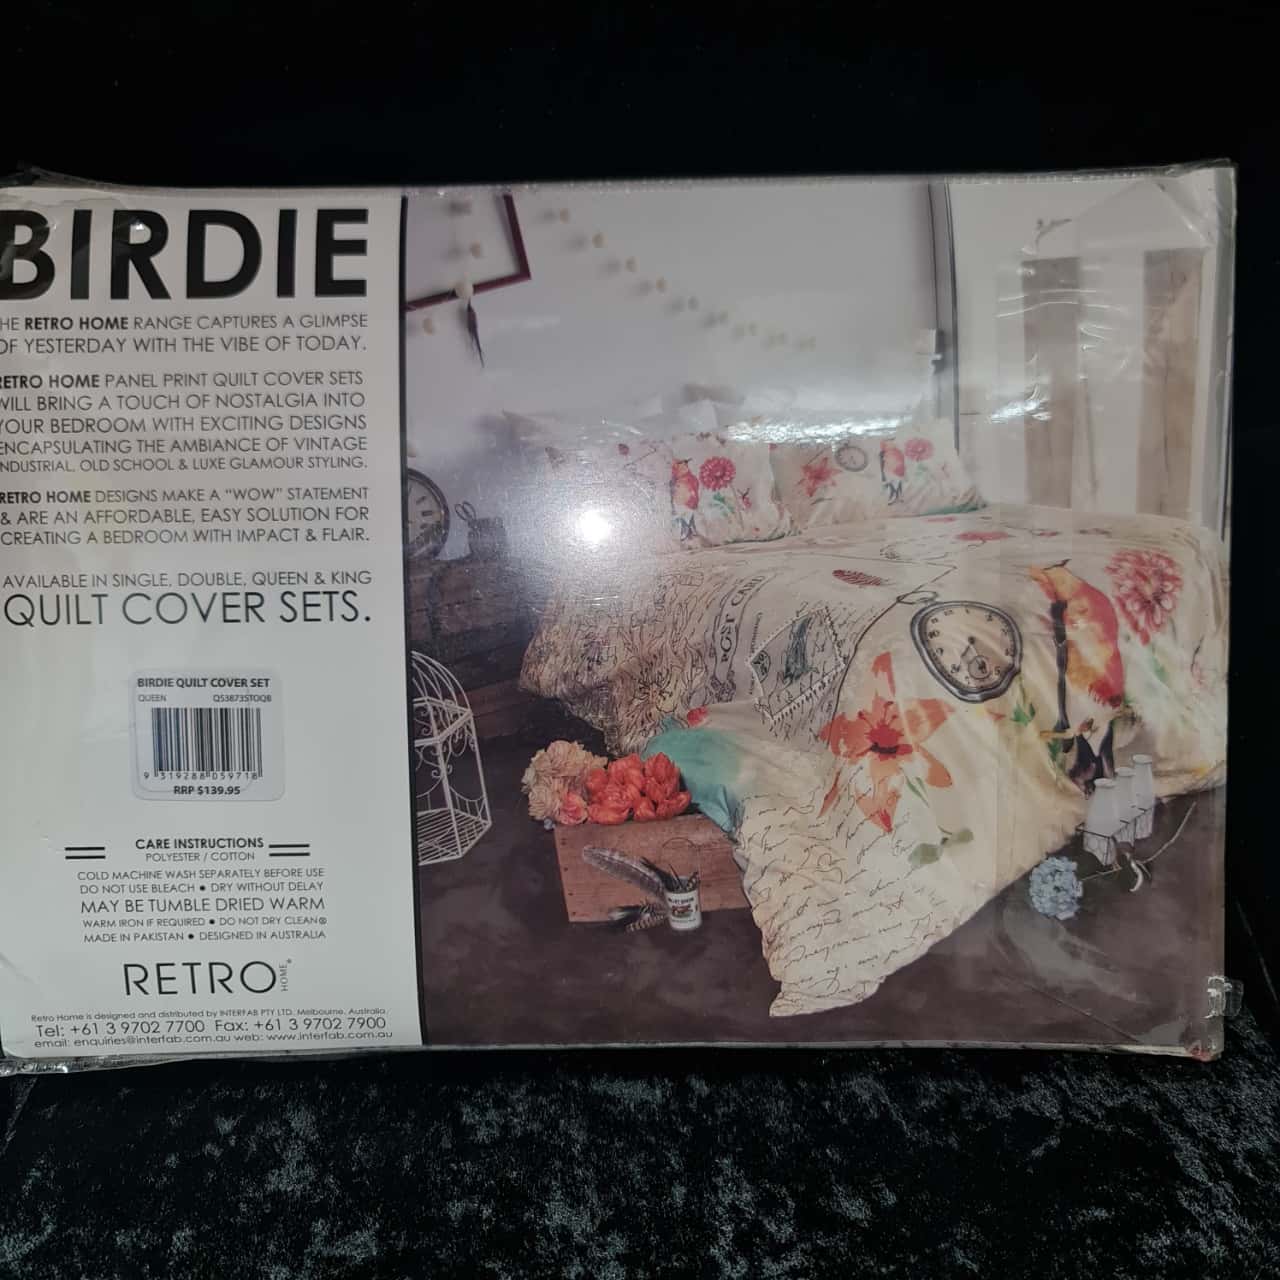 BIRDIE
HE RETRO HOME RANGE CAPTURES A GLIMPSE
OF YESTERDAY WITH THE VIBE OF TODAY.
RETRO HOME PANEL PRINT QUILT COVER SETS
WILL BRING A TOUCH OF NOSTALGIA INTO
YOUR BEDROOM WITH EXCITING DESIGNS
ENCAPSULATING THE AMBIANCE OF VINTAGE
INDUSTRIAL, OLD SCHOOL & LUXE GLAMOUR STYLING.
RETRO HOME DESIGNS MAKE A “WOW” STATEMENT
& ARE AN AFFORDABLE, EASY SOLUTION FOR
CREATING A BEDROOM WITH IMPACT & FLAIR.
AVAILABLE IN SINGLE, DOUBLE, QUEEN & KING
QUILT COVER SETS.
BIRDIE QUILT COVER SET
QUEEN QS3873STOQB
9 319288 059718
RRP $139.95
CARE INSTRUCTIONS
POLYESTER / COTTON
COLD MACHINE WASH SEPARATELY BEFORE USE
DO NOT USE BLEACH • DRY WITHOUT DELAY
MAY BE TUMBLE DRIED WARM
WARM IRON IF REQUIRED • DO NOT DRY CLEAN ⊗
MADE IN PAKISTAN • DESIGNED IN AUSTRALIA
RETRO HOME®
Retro Home is designed and distributed by INTERFAB PTY LTD. Melbourne, Australia.
Tel: +61 3 9702 7700 Fax: +61 3 9702 7900
email: enquiries@interfab.com.au web: www.interfab.com.au
POST CARD